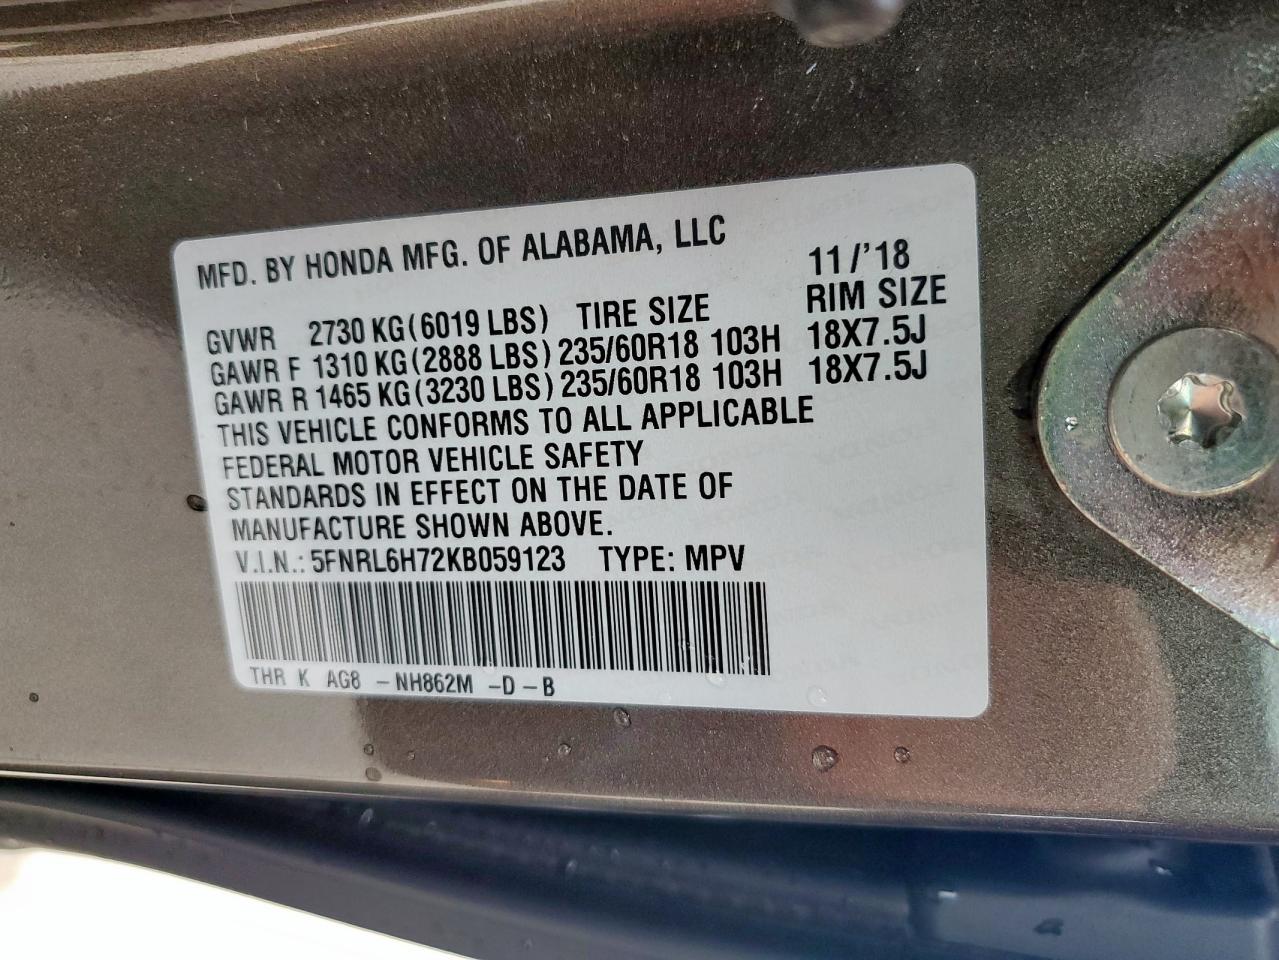 MFD. BY HONDA MFG. OF ALABAMA, LLC 11/'18
GVWR 2730 KG(6019 LBS) TIRE SIZE RIM SIZE
GAWR F 1310 KG(2888 LBS) 235/60R18 103H 18X7.5J
GAWR R 1465 KG(3230 LBS) 235/60R18 103H 18X7.5J
THIS VEHICLE CONFORMS TO ALL APPLICABLE
FEDERAL MOTOR VEHICLE SAFETY
STANDARDS IN EFFECT ON THE DATE OF
MANUFACTURE SHOWN ABOVE.
V.I.N.: 5FNRL6H72KB059123 TYPE: MPV
THR K AG8 -NH862M -D-B